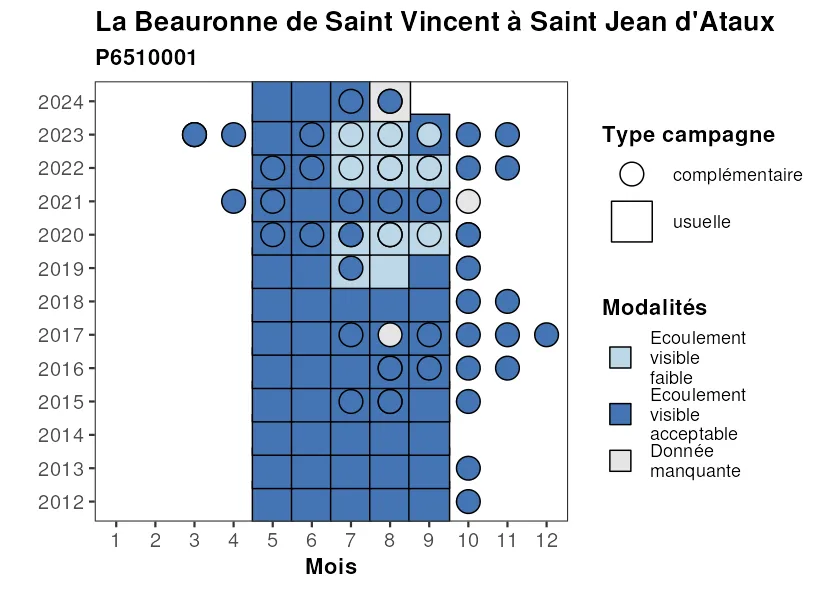 La Beauronne de Saint Vincent à Saint Jean d'Ataux
P6510001
2024
2023
2022
2021
2020
2019
2018
2017
2016
2015
2014
2013
2012
1 2 3 4 5 6 7 8 9 10 11 12
Mois
Type campagne
complémentaire
usuelle
Modalités
Ecoulement
visible
faible
Ecoulement
visible
acceptable
Donnée
manquante